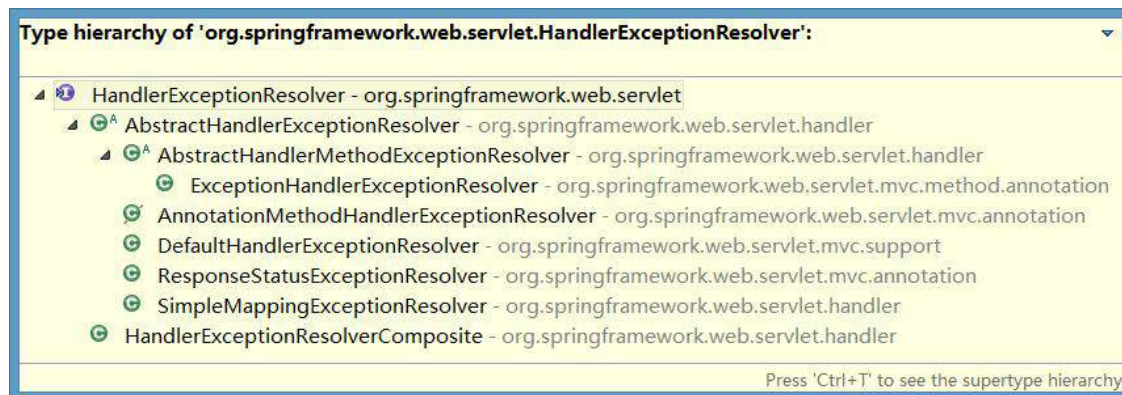 Type hierarchy of 'org.springframework.web.servlet.HandlerExceptionResolver':
HandlerExceptionResolver - org.springframework.web.servlet
AbstractHandlerExceptionResolver - org.springframework.web.servlet.handler
AbstractHandlerMethodExceptionResolver - org.springframework.web.servlet.handler
ExceptionHandlerExceptionResolver - org.springframework.web.servlet.mvc.method.annotation
AnnotationMethodHandlerExceptionResolver - org.springframework.web.servlet.mvc.annotation
DefaultHandlerExceptionResolver - org.springframework.web.servlet.mvc.support
ResponseStatusExceptionResolver - org.springframework.web.servlet.mvc.annotation
SimpleMappingExceptionResolver - org.springframework.web.servlet.handler
HandlerExceptionResolverComposite - org.springframework.web.servlet.handler
Press 'Ctrl+T' to see the supertype hierarchy